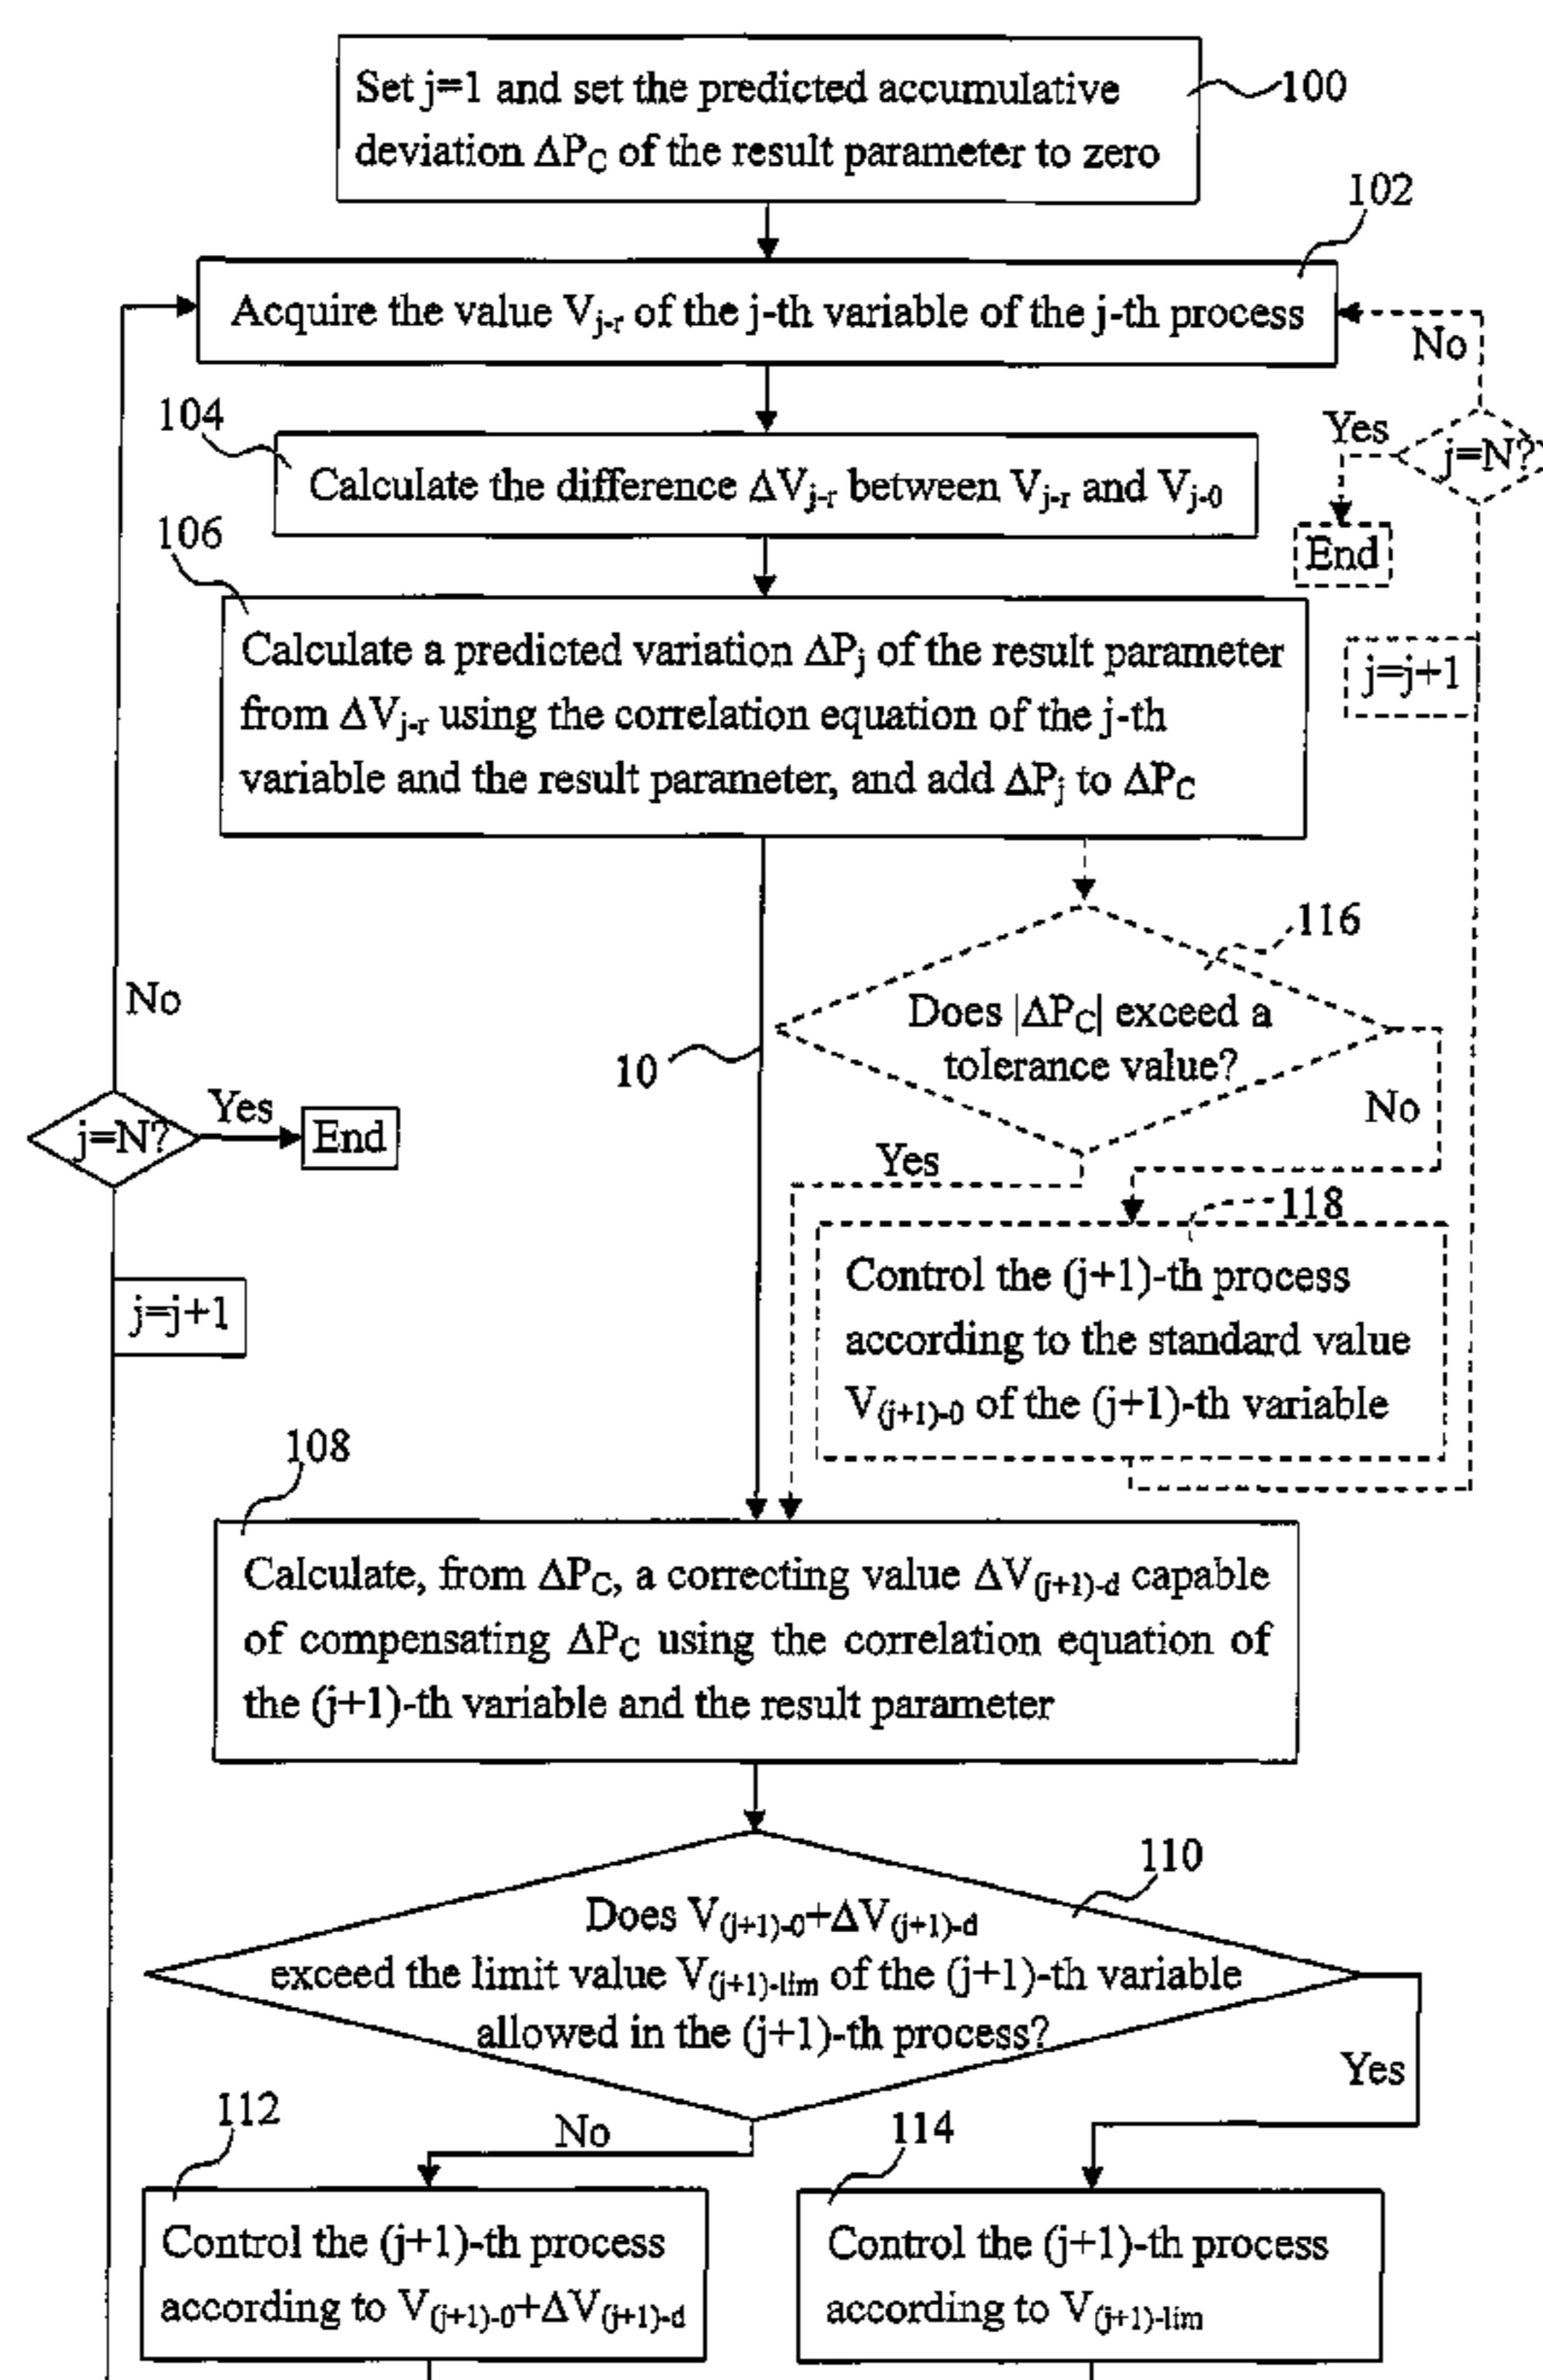 Set j=1 and set the predicted accumulative
deviation ΔPC of the result parameter to zero
100
102
Acquire the value Vj-r of the j-th variable of the j-th process
No
104
Calculate the difference ΔVj-r between Vj-r and Vj-0
Yes
j=N?
End
106
Calculate a predicted variation ΔPj of the result parameter
from ΔVj-r using the correlation equation of the j-th
variable and the result parameter, and add ΔPj to ΔPC
j=j+1
116
Does |ΔPC| exceed a
tolerance value?
10
No
No
j=N?
Yes
End
Yes
118
Control the (j+1)-th process
according to the standard value
V(j+1)-0 of the (j+1)-th variable
j=j+1
108
Calculate, from ΔPC, a correcting value ΔV(j+1)-d capable
of compensating ΔPC using the correlation equation of
the (j+1)-th variable and the result parameter
110
Does V(j+1)-0+ΔV(j+1)-d
exceed the limit value V(j+1)-lim of the (j+1)-th variable
allowed in the (j+1)-th process?
Yes
No
112
Control the (j+1)-th process
according to V(j+1)-0+ΔV(j+1)-d
114
Control the (j+1)-th process
according to V(j+1)-lim